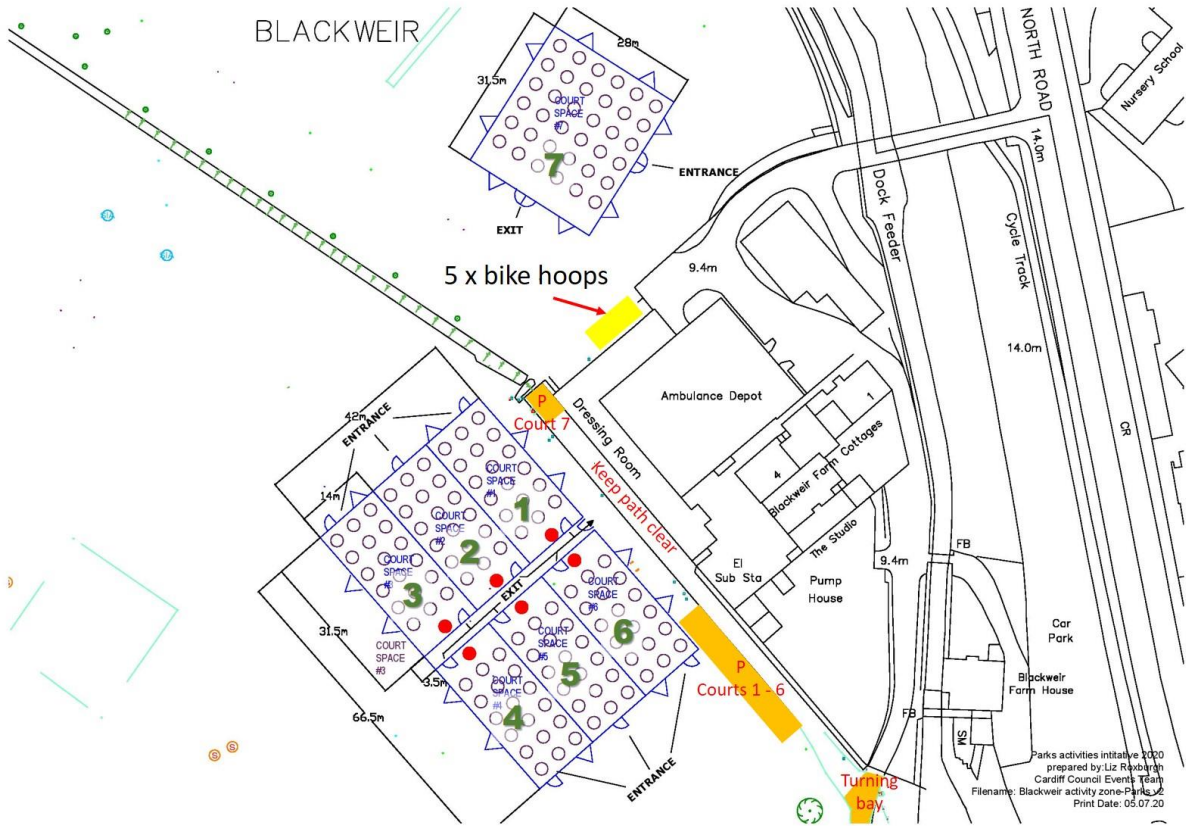 BLACKWEIR
28m
31.5m
COURT
SPACE
#7
7
ENTRANCE
EXIT
NORTH ROAD
Nursery School
14.0m
Dock Feeder
Cycle Track
9.4m
14.0m
CR
5 x bike hoops
Ambulance Depot
1
4
Blackweir Farm Cottages
The Studio
Dressing Room
P
Court 7
Keep path clear
42m
ENTRANCE
14m
COURT
SPACE
#1
1
COURT
SPACE
#2
2
COURT
SPACE
3
COURT
SPACE
#3
EXIT
COURT
SPACE
#6
6
COURT
SPACE
#5
5
COURT
SPACE
#4
4
31.5m
3.5m
66.5m
ENTRANCE
El
Sub Sta
Pump
House
9.4m
FB
Car
Park
Blackweir
Farm House
FB
SM
P
Courts 1 - 6
Turning
bay
S
S
Parks activities intitative 2020
prepared by:Liz Roxburgh
Cardiff Council Events Team
Filename: Blackweir activity zone-Parks v2
Print Date: 05.07.20